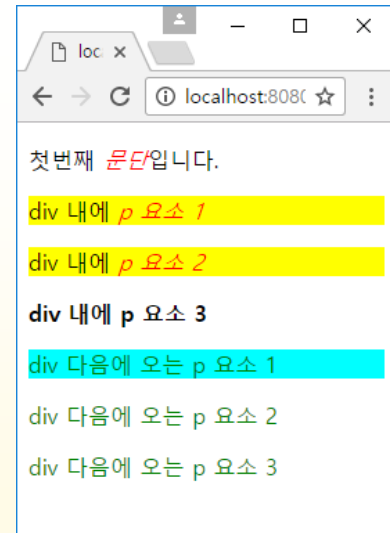 loc
localhost:8080
첫번째 문단입니다.
div 내에 p 요소 1
div 내에 p 요소 2
div 내에 p 요소 3
div 다음에 오는 p 요소 1
div 다음에 오는 p 요소 2
div 다음에 오는 p 요소 3